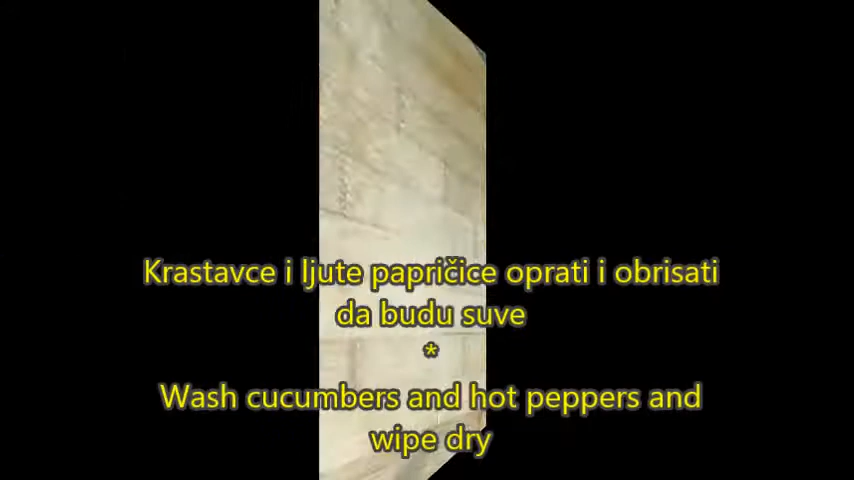 Krastavce i ljute papričice oprati i obrisati
da budu suve
*
Wash cucumbers and hot peppers and
wipe dry